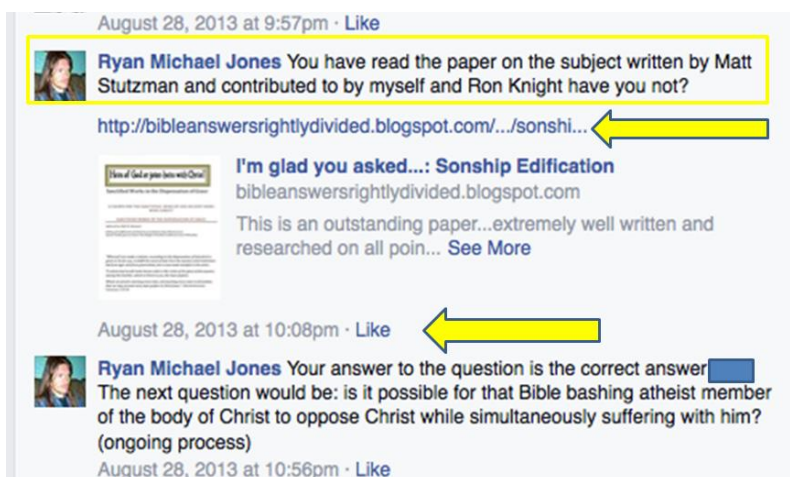 August 28, 2013 at 9:57pm · Like
Ryan Michael Jones You have read the paper on the subject written by Matt
Stutzman and contributed to by myself and Ron Knight have you not?
http://bibleanswersrightlydivided.blogspot.com/.../sonshi...
I'm glad you asked...: Sonship Edification
bibleanswersrightlydivided.blogspot.com
This is an outstanding paper...extremely well written and
researched on all poin... See More
August 28, 2013 at 10:08pm · Like
Ryan Michael Jones Your answer to the question is the correct answer
The next question would be: is it possible for that Bible bashing atheist member
of the body of Christ to oppose Christ while simultaneously suffering with him?
(ongoing process)
August 28, 2013 at 10:56pm · Like